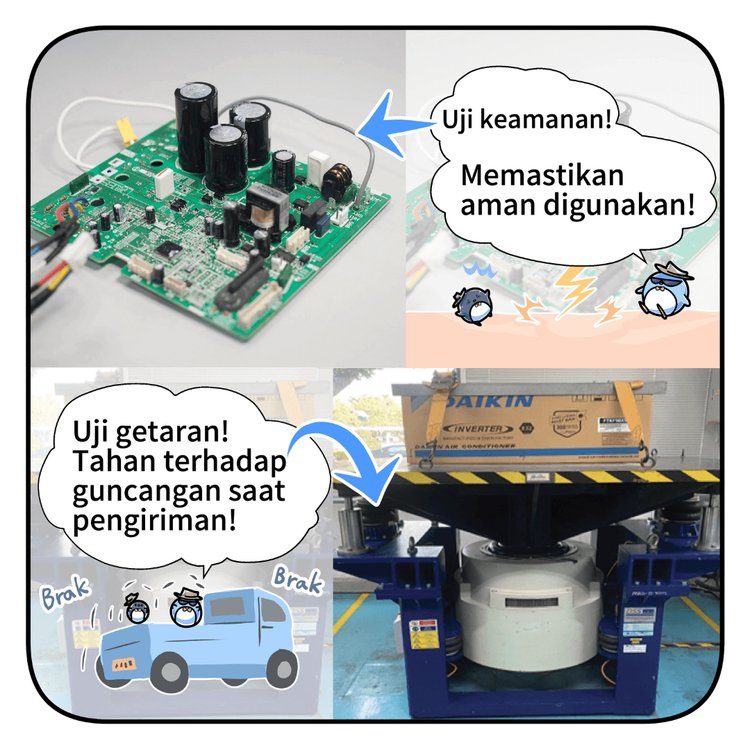 Uji keamanan!
Memastikan
aman digunakan!
Uji getaran!
Tahan terhadap
guncangan saat
pengiriman!
Brak
Brak
DAIKIN
INVERTER
DAIKIN AIR CONDITIONER